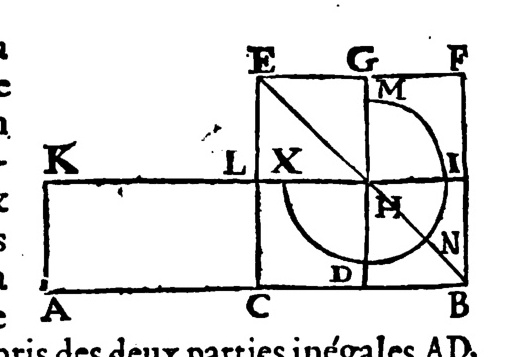 a
e
n
-
x
s
a
e
E G F
M
K L X I
H
N
D
A C B
pris des deux parties inégales AD,